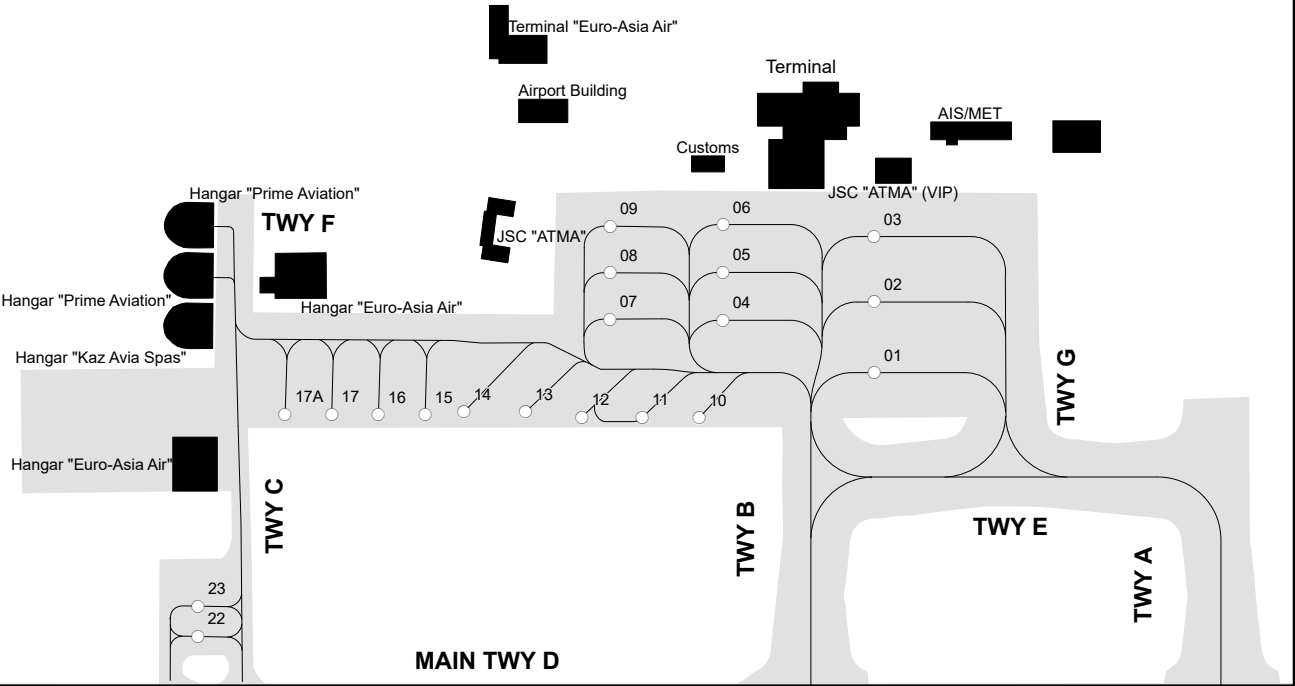 Terminal "Euro-Asia Air"
Terminal
Airport Building
AIS/MET
Customs
Hangar "Prime Aviation"
JSC "ATMA" (VIP)
TWY F
09
06
03
JSC "ATMA"
08
05
02
Hangar "Prime Aviation"
Hangar "Euro-Asia Air"
07
04
Hangar "Kaz Avia Spas"
01
TWY G
17A
17
16
15
14
13
12
11
10
Hangar "Euro-Asia Air"
TWY C
TWY B
TWY E
TWY A
23
22
MAIN TWY D